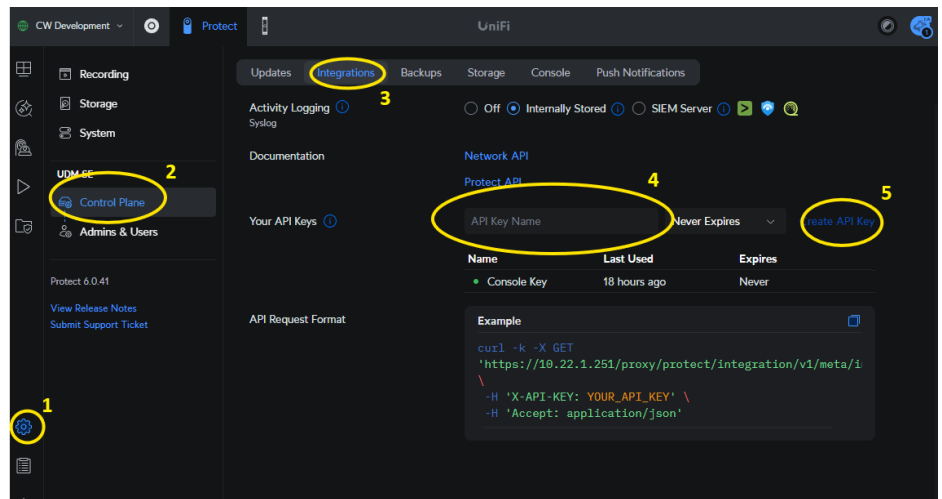 CW Development
Protect
UniFi
1
Recording
Storage
System
UDM SE
2
Control Plane
Admins & Users
Protect 6.0.41
View Release Notes
Submit Support Ticket
1
Updates
Integrations
Backups
Storage
Console
Push Notifications
3
Activity Logging
Syslog
Off
Internally Stored
SIEM Server
Documentation
Network API
Protect API
4
5
Your API Keys
API Key Name
Never Expires
Create API Key
Name Last Used Expires
Console Key 18 hours ago Never
API Request Format
Example
curl -k -X GET
'https://10.22.1.251/proxy/protect/integration/v1/meta/i
\
-H 'X-API-KEY: YOUR_API_KEY' \
-H 'Accept: application/json'